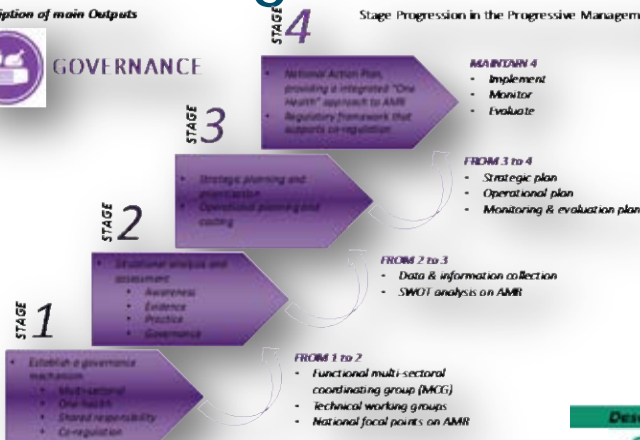 ption of main Outputs
Stage Progression in the Progressive Managem
GOVERNANCE
STAGE 4
National Action Plan,
providing a integrated "One
Health" approach to AMR
Regulatory framework that
supports co-regulation
MAINTAIN 4
Implement
Monitor
Evaluate
STAGE 3
Strategic planning and
prioritization
Operational planning and
costing
FROM 3 to 4
Strategic plan
Operational plan
Monitoring & evaluation plan
STAGE 2
Situational analysis and
assessment
Awareness
Evidence
Practice
Governance
FROM 2 to 3
Data & information collection
SWOT analysis on AMR
STAGE 1
Establish a governance
mechanism
Multi-sectoral
One health
Shared responsibility
Co-regulation
FROM 1 to 2
Functional multi-sectoral
coordinating group (MCG)
Technical working groups
National focal points on AMR
Des